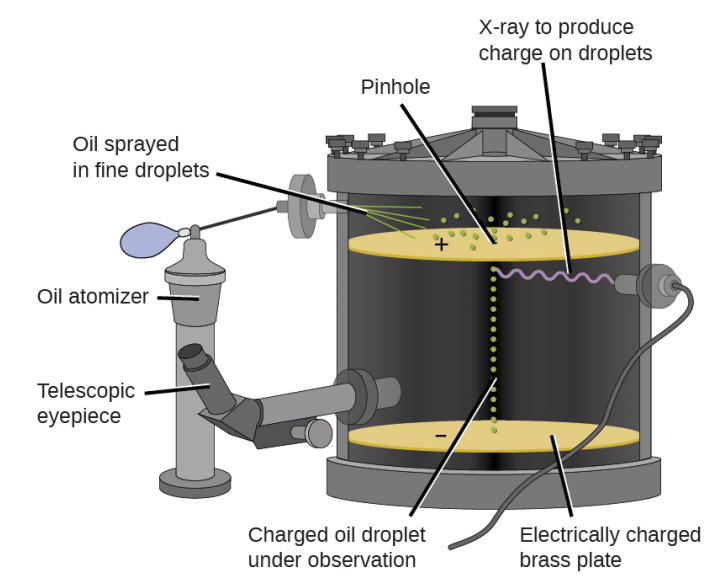 X-ray to produce
charge on droplets
Pinhole
Oil sprayed
in fine droplets
+
Oil atomizer
Telescopic
eyepiece
–
Charged oil droplet
under observation
Electrically charged
brass plate